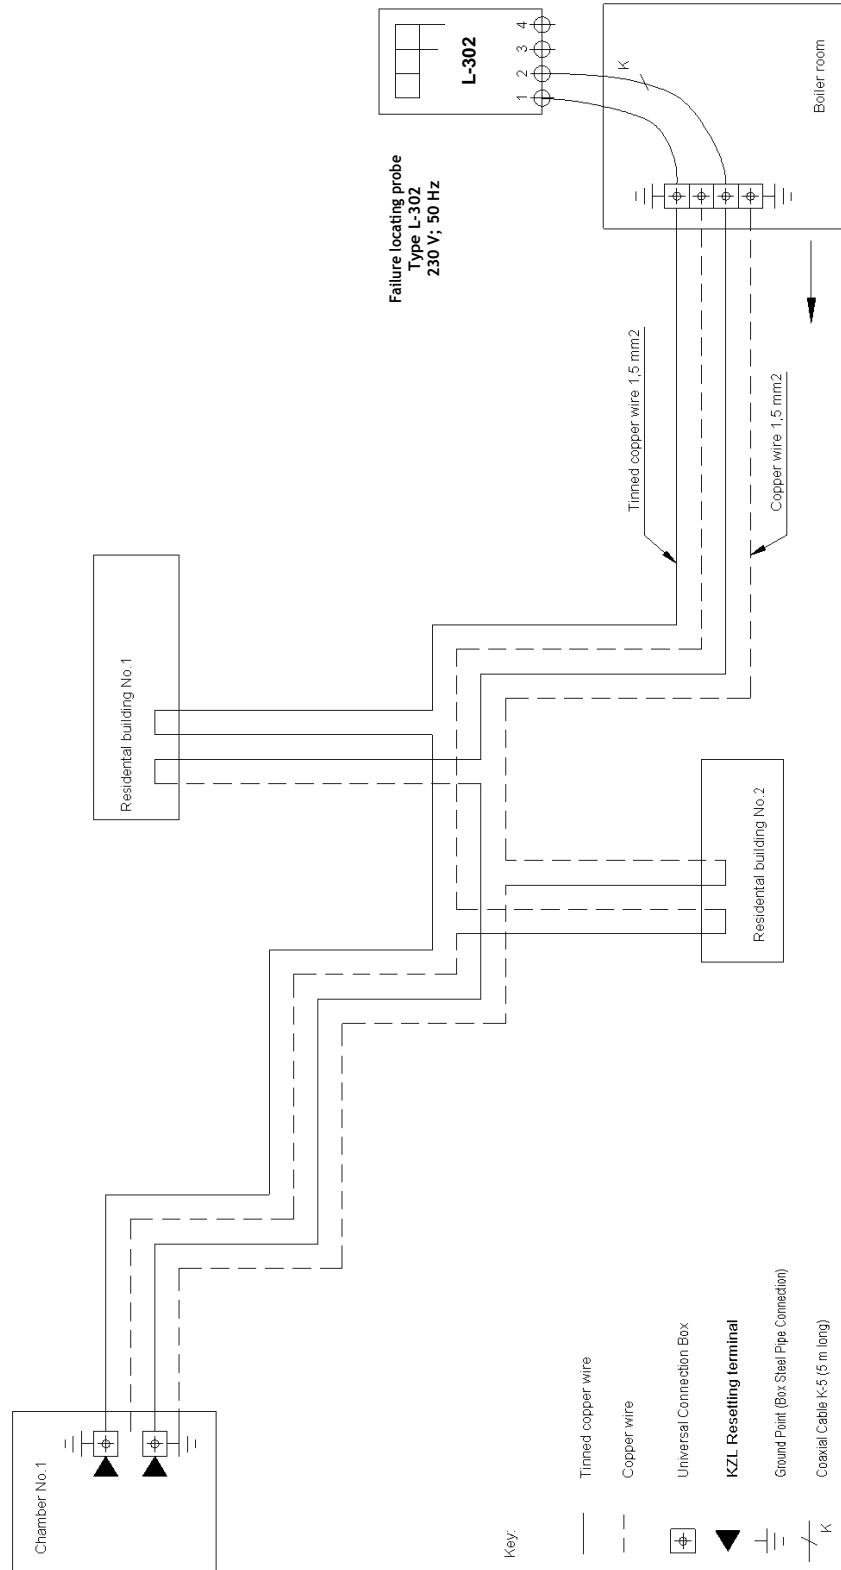 Chamber No.1
Residental building No.1
Residental building No.2
Failure locating probe
Type L-302
230 V; 50 Hz
L-302
1
2
3
4
K
Boiler room
Tinned copper wire 1,5 mm2
Copper wire 1,5 mm2
Key:
Tinned copper wire
Copper wire
Universal Connection Box
KZL Resetting terminal
Ground Point (Box Steel Pipe Connection)
K
Coaxial Cable K-5 (5 m long)